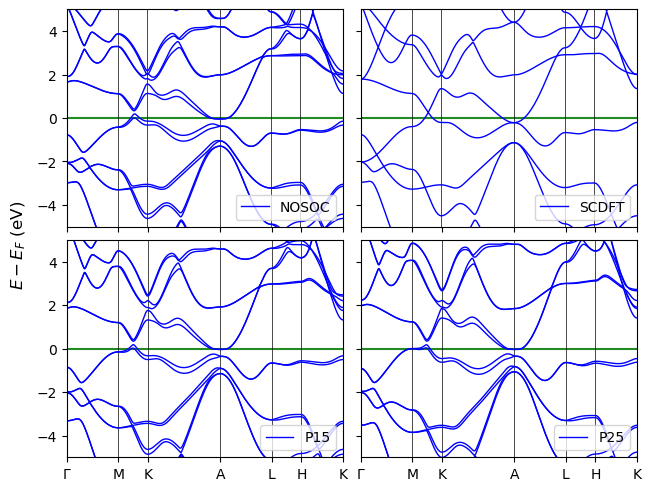 4
2
0
−2
−4
NOSOC
SCDFT
E − E_F (eV)
4
2
0
−2
−4
P15
P25
Γ M K A L H K
Γ M K A L H K